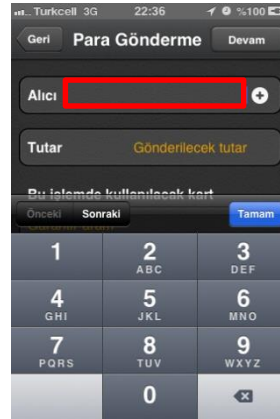 Turkcell 3G 22:36 %100
Geri Para Gönderme Devam
Alıcı
Tutar Gönderilecek tutar
Bu işlemde kullanılacak kart
Önceki Sonraki Tamam
1 2 3
ABC DEF
4 5 6
GHI JKL MNO
7 8 9
PQRS TUV WXYZ
0